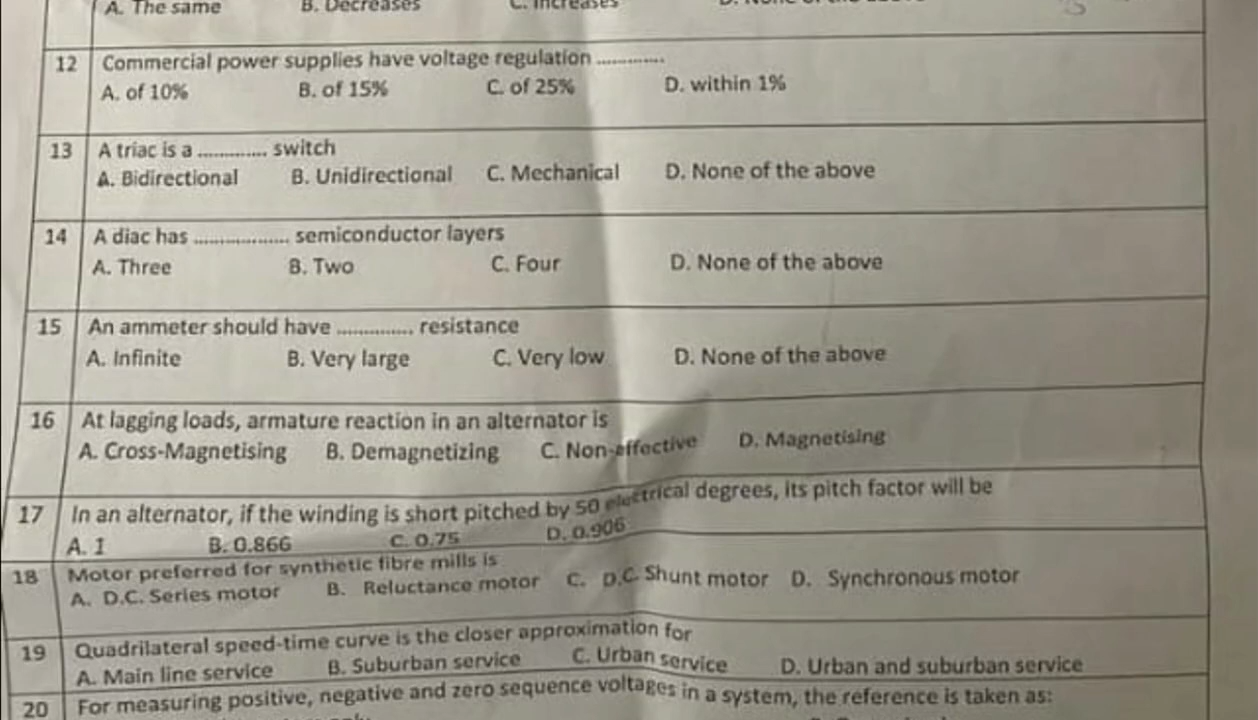 A. The same B. Decreases C. Increases
12 Commercial power supplies have voltage regulation .............
A. of 10% B. of 15% C. of 25% D. within 1%
13 A triac is a ............. switch
A. Bidirectional B. Unidirectional C. Mechanical D. None of the above
14 A diac has ................... semiconductor layers
A. Three B. Two C. Four D. None of the above
15 An ammeter should have .............. resistance
A. Infinite B. Very large C. Very low D. None of the above
16 At lagging loads, armature reaction in an alternator is
A. Cross-Magnetising B. Demagnetizing C. Non-effective D. Magnetising
17 In an alternator, if the winding is short pitched by 50 electrical degrees, its pitch factor will be
A. 1 B. 0.866 C. 0.75 D. 0.906
18 Motor preferred for synthetic fibre mills is
A. D.C. Series motor B. Reluctance motor C. D.C. Shunt motor D. Synchronous motor
19 Quadrilateral speed-time curve is the closer approximation for
A. Main line service B. Suburban service C. Urban service D. Urban and suburban service
20 For measuring positive, negative and zero sequence voltages in a system, the reference is taken as: